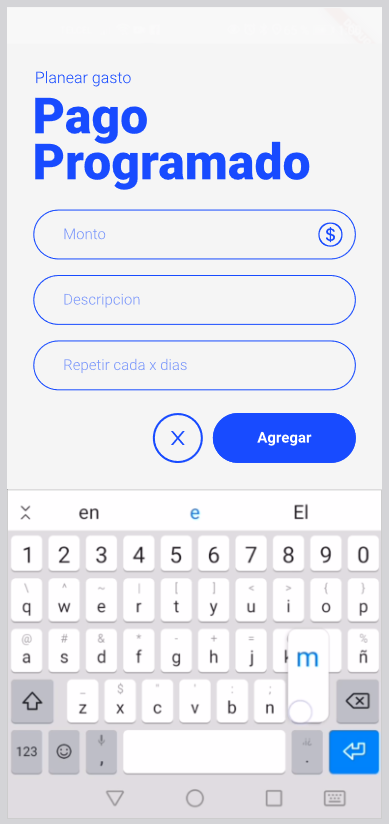 Planear gasto
Pago
Programado
Monto $
Descripcion
Repetir cada x dias
X Agregar
en e El
1 2 3 4 5 6 7 8 9 0
\ ^ ~ | [ ] < > { }
q w e r t y u i o p
@ # & * - + = %
a s d f g h j k m ñ
_ $ " ' : ;
z x c v b n
123 , .